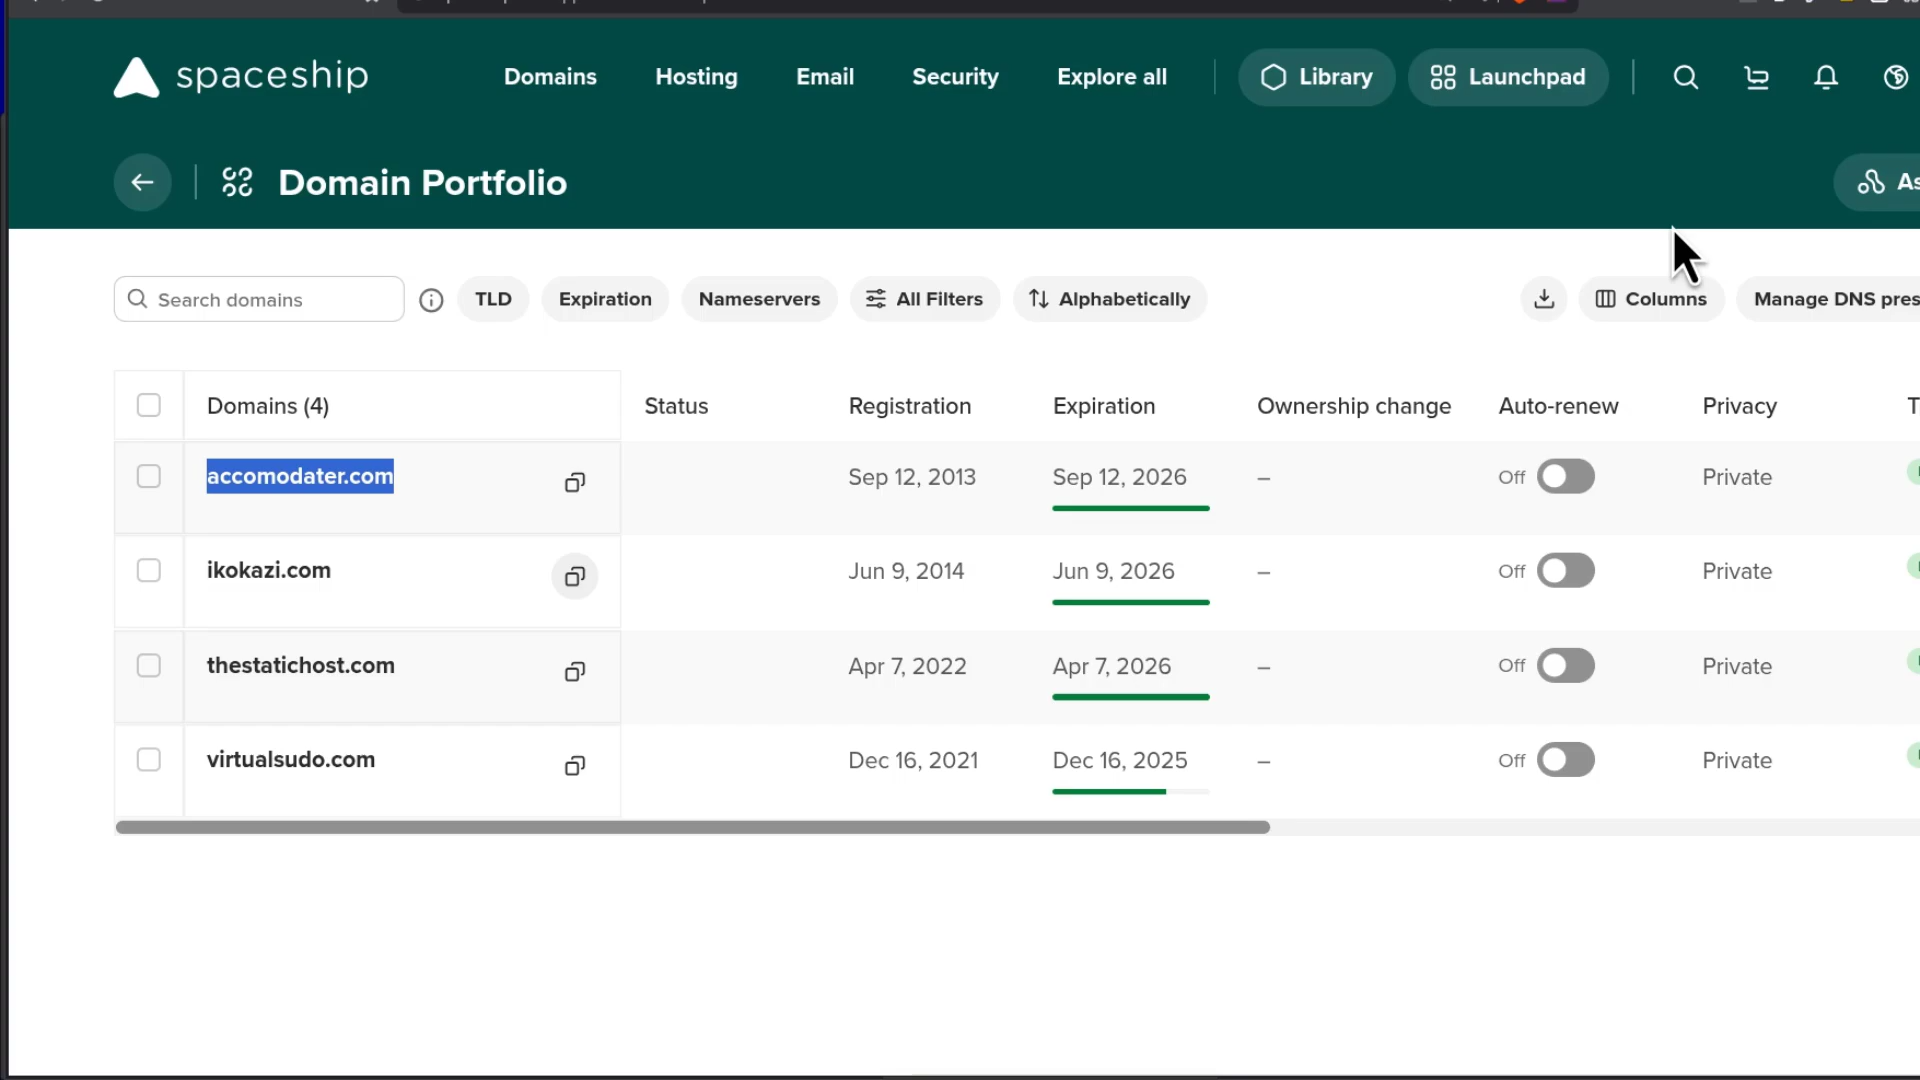 spaceship Domains Hosting Email Security Explore all Library Launchpad
Domain Portfolio
Search domains TLD Expiration Nameservers All Filters Alphabetically Columns Manage DNS pres
Domains (4) Status Registration Expiration Ownership change Auto-renew Privacy T
accomodater.com Sep 12, 2013 Sep 12, 2026 – Off Private
ikokazi.com Jun 9, 2014 Jun 9, 2026 – Off Private
thestatichost.com Apr 7, 2022 Apr 7, 2026 – Off Private
virtualsudo.com Dec 16, 2021 Dec 16, 2025 – Off Private